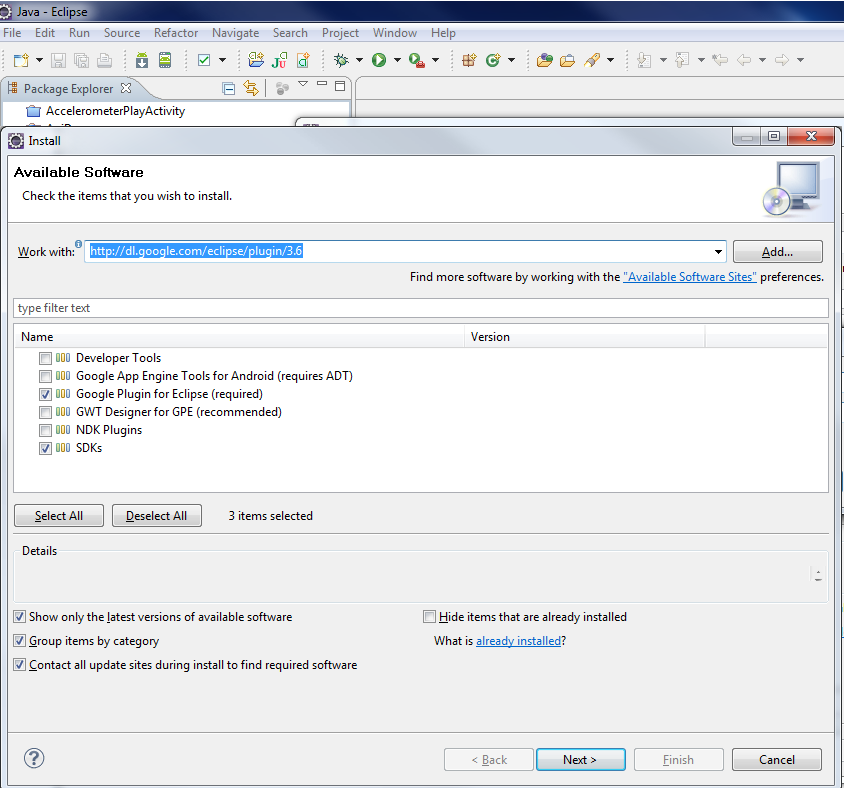 Java - Eclipse
File Edit Run Source Refactor Navigate Search Project Window Help
Package Explorer
AccelerometerPlayActivity
Install
Available Software
Check the items that you wish to install.
Work with: http://dl.google.com/eclipse/plugin/3.6 Add...
Find more software by working with the "Available Software Sites" preferences.
type filter text
Name Version
Developer Tools
Google App Engine Tools for Android (requires ADT)
Google Plugin for Eclipse (required)
GWT Designer for GPE (recommended)
NDK Plugins
SDKs
Select All Deselect All 3 items selected
Details
Show only the latest versions of available software Hide items that are already installed
Group items by category What is already installed?
Contact all update sites during install to find required software
< Back Next > Finish Cancel